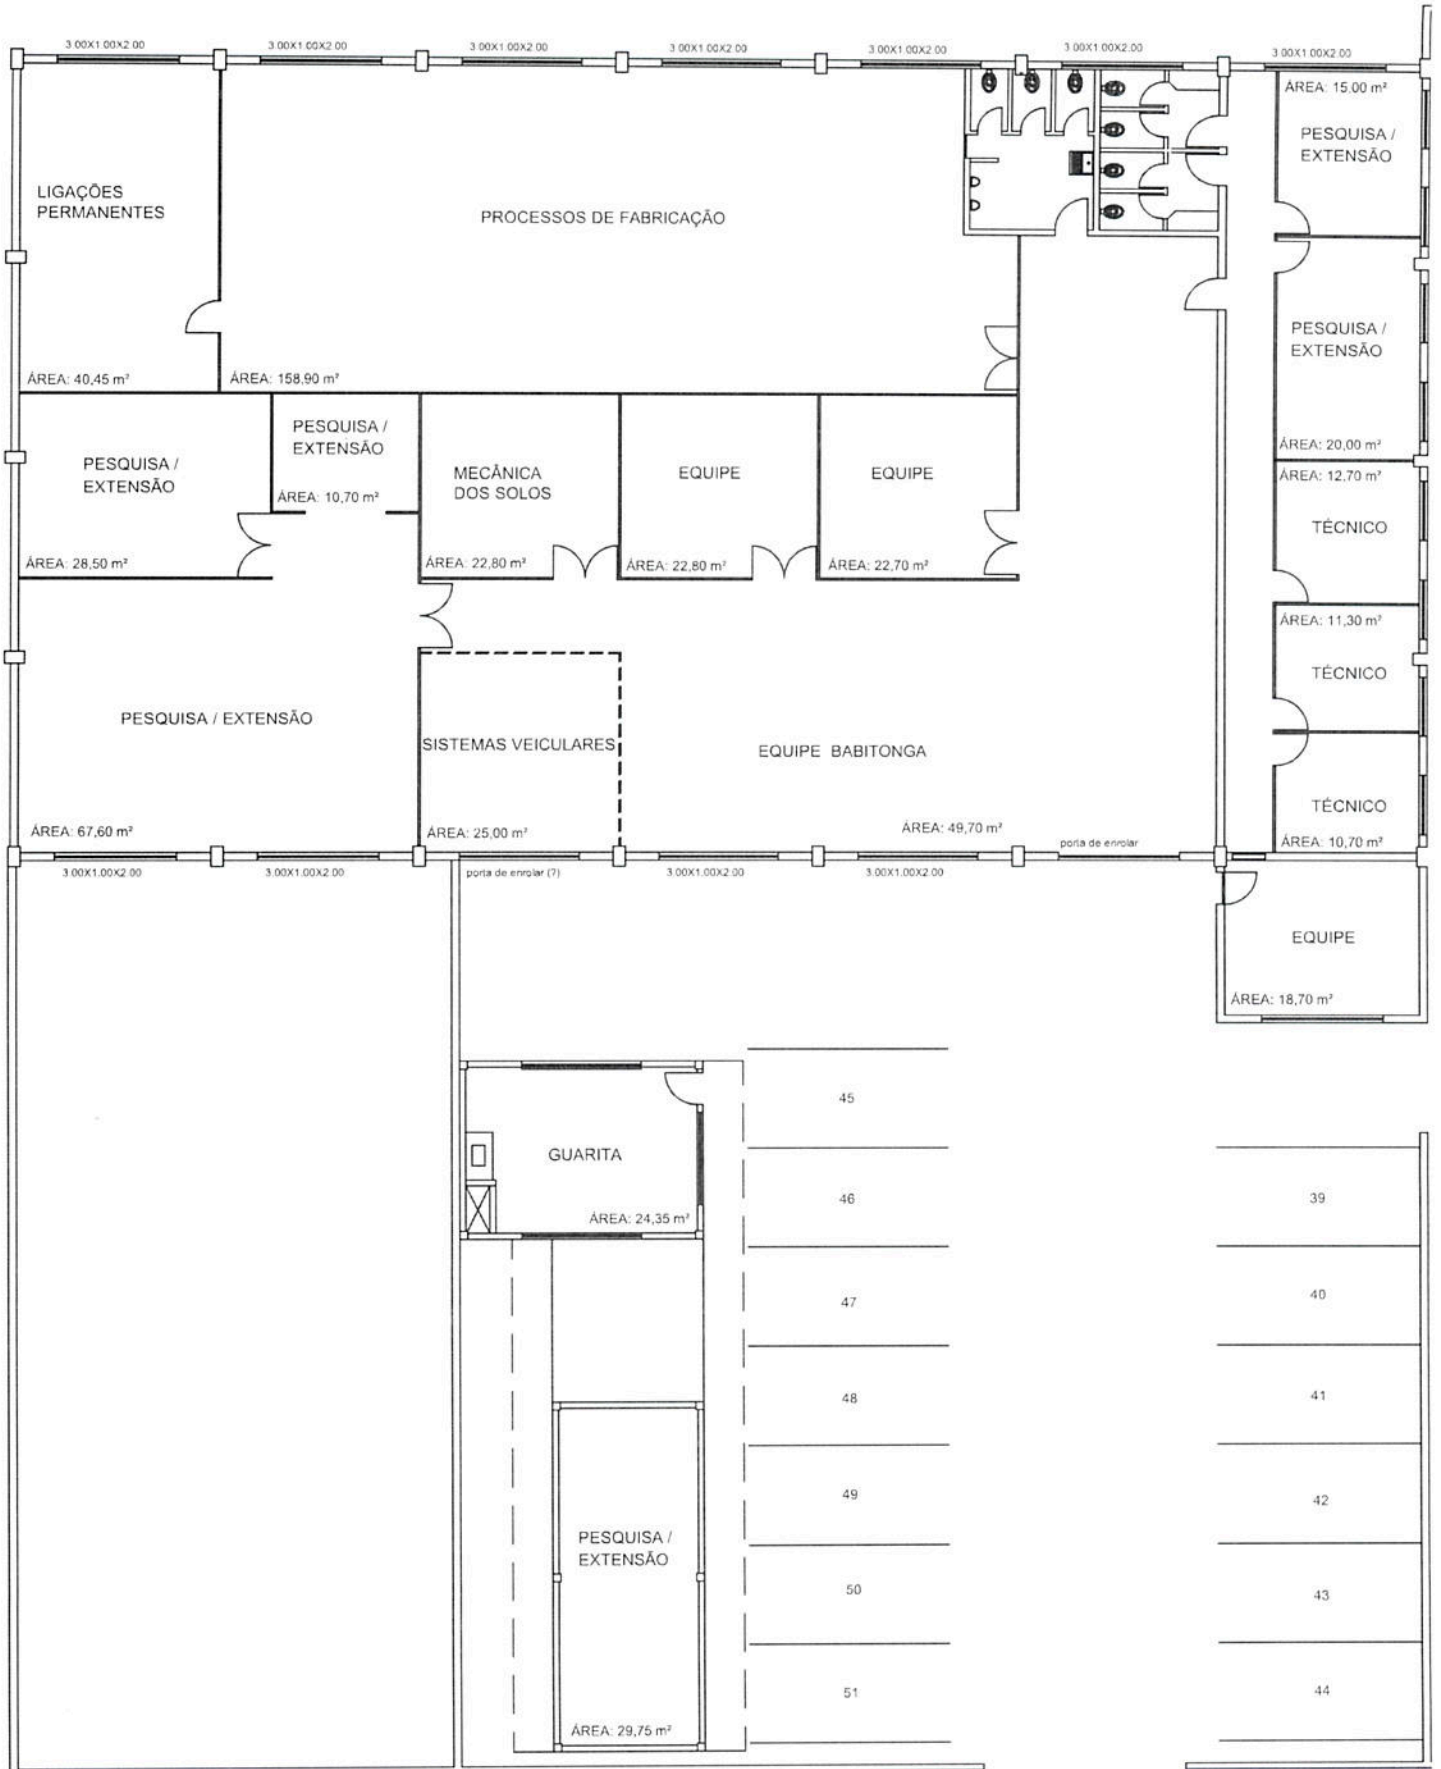 3.00X1.00X2.00
3.00X1.00X2.00
3.00X1.00X2.00
3.00X1.00X2.00
3.00X1.00X2.00
3.00X1.00X2.00
3.00X1.00X2.00
ÁREA: 15,00 m²
PESQUISA /
EXTENSÃO
LIGAÇÕES
PERMANENTES
PROCESSOS DE FABRICAÇÃO
ÁREA: 40,45 m²
ÁREA: 158,90 m²
PESQUISA /
EXTENSÃO
ÁREA: 20,00 m²
PESQUISA /
EXTENSÃO
ÁREA: 28,50 m²
PESQUISA /
EXTENSÃO
ÁREA: 10,70 m²
MECÂNICA
DOS SOLOS
ÁREA: 22,80 m²
EQUIPE
ÁREA: 22,80 m²
EQUIPE
ÁREA: 22,70 m²
ÁREA: 12,70 m²
TÉCNICO
ÁREA: 11,30 m²
TÉCNICO
PESQUISA / EXTENSÃO
ÁREA: 67,60 m²
SISTEMAS VEICULARES
ÁREA: 25,00 m²
EQUIPE BABITONGA
ÁREA: 49,70 m²
TÉCNICO
ÁREA: 10,70 m²
porta de enrolar
3.00X1.00X2.00
3.00X1.00X2.00
porta de enrolar (?)
3.00X1.00X2.00
3.00X1.00X2.00
EQUIPE
ÁREA: 18,70 m²
GUARITA
ÁREA: 24,35 m²
45
46
47
48
49
50
51
39
40
41
42
43
44
PESQUISA /
EXTENSÃO
ÁREA: 29,75 m²